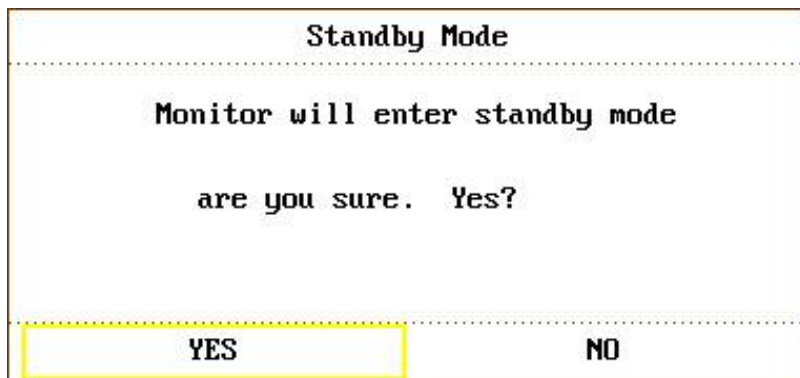 Standby Mode
Monitor will enter standby mode
are you sure. Yes?
YES NO